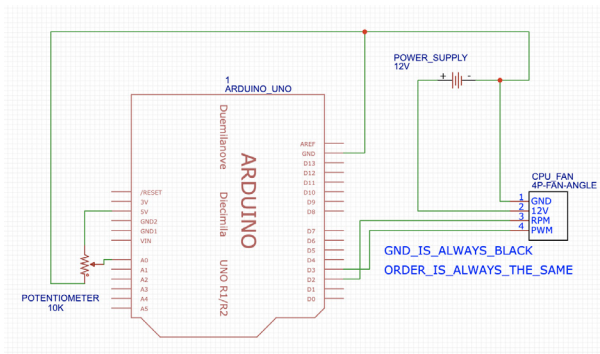 POWER_SUPPLY
12V
+ -
1
ARDUINO_UNO
Duemilanove
Diecimila
UNO R1/R2
ARDUINO
AREF
GND
D13
D12
D11
D10
D9
D8
D7
D6
D5
D4
D3
D2
D1
D0
/RESET
3V
5V
GND2
GND1
VIN
A0
A1
A2
A3
A4
A5
POTENTIOMETER
10K
CPU_FAN
4P-FAN-ANGLE
1 GND
2 12V
3 RPM
4 PWM
GND_IS_ALWAYS_BLACK
ORDER_IS_ALWAYS_THE_SAME